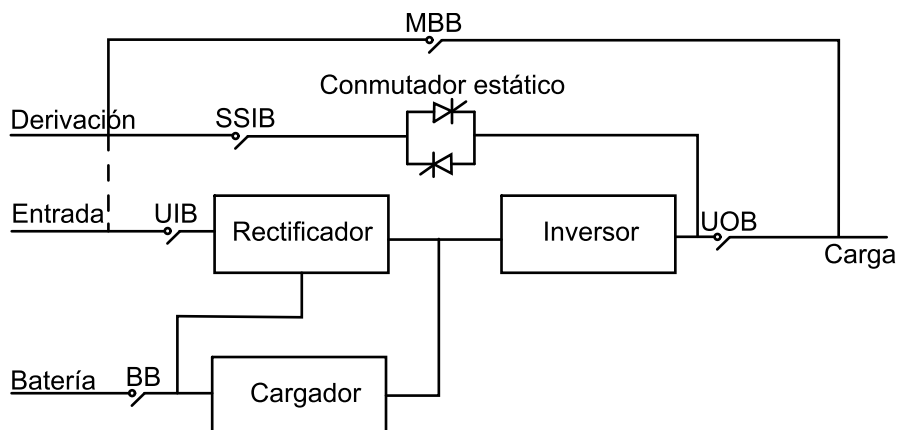 MBB
Conmutador estático
Derivación
SSIB
Entrada
UIB
Rectificador
Inversor
UOB
Carga
Batería
BB
Cargador